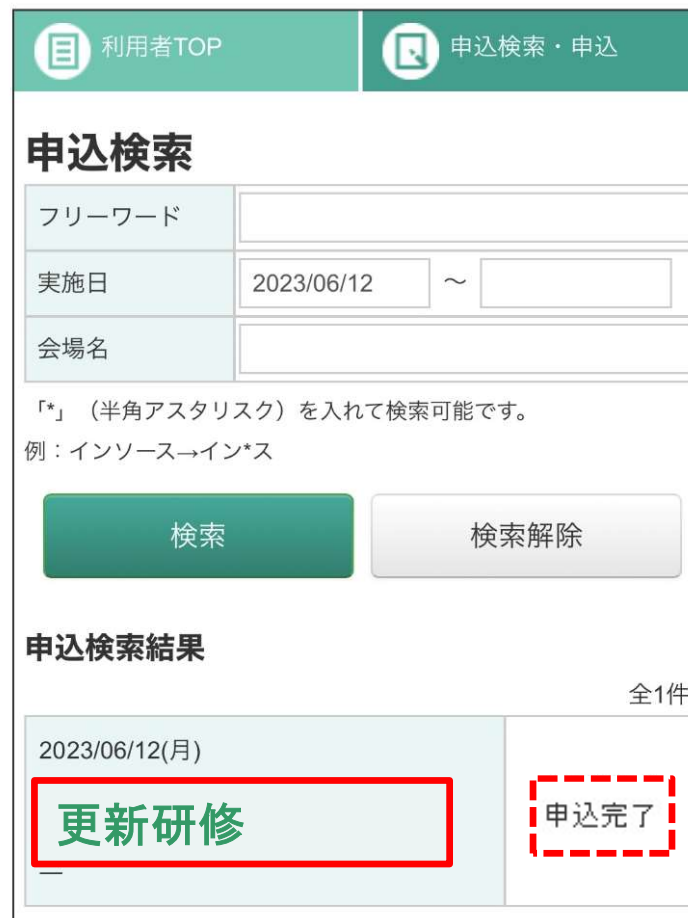 利用者TOP
申込検索・申込
申込検索
フリーワード
実施日 2023/06/12 ～
会場名
「*」（半角アスタリスク）を入れて検索可能です。
例：インソース→イン*ス
検索 検索解除
申込検索結果
全1件
2023/06/12(月)
更新研修
申込完了
―